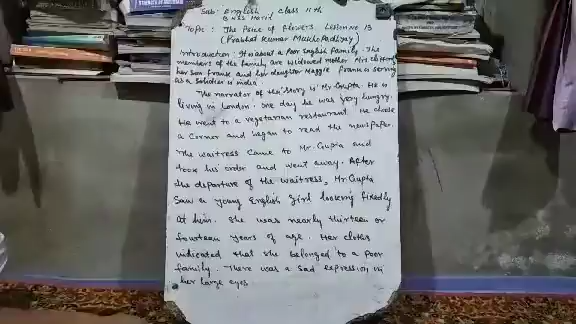 Sub: English Class 11th
Topic: The Price of Flowers. Lesson No 13
(Prabhat Kumar Mukhopadhyay)
Introduction: It is about a Poor English Family. The
members of the family are widowed mother Mrs Clifford
her son Frank and her daughter Maggie Frank is serving
as a soldier in India
The narrator of the story is Mr Gupta He is
living in London. One day he was very hungry.
He went to a vegetarian restaurant. He chose
a corner and began to read the newspaper.
The waitress came to Mr. Gupta and
took his order and went away. After
the departure of the waitress, Mr. Gupta
saw a young English girl looking fixedly
at him. She was nearly thirteen or
fourteen years of age. Her cloths
indicated that she belonged to a poor
family. There was a sad expression in
her large eyes